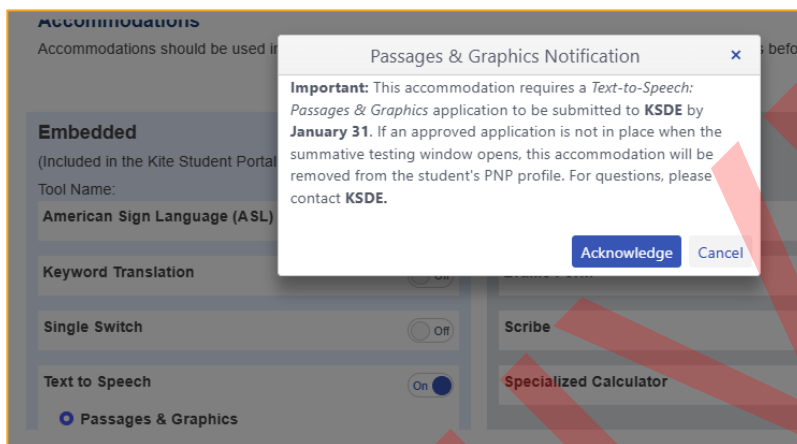 Accommodations
Accommodations should be used in
s befo
Passages & Graphics Notification ×
Important: This accommodation requires a Text-to-Speech:
Passages & Graphics application to be submitted to KSDE by
January 31. If an approved application is not in place when the
summative testing window opens, this accommodation will be
removed from the student's PNP profile. For questions, please
contact KSDE.
Acknowledge Cancel
Embedded
(Included in the Kite Student Portal
Tool Name:
American Sign Language (ASL)
Keyword Translation Off
Single Switch Off
Text to Speech On
Passages & Graphics
Scribe
Specialized Calculator